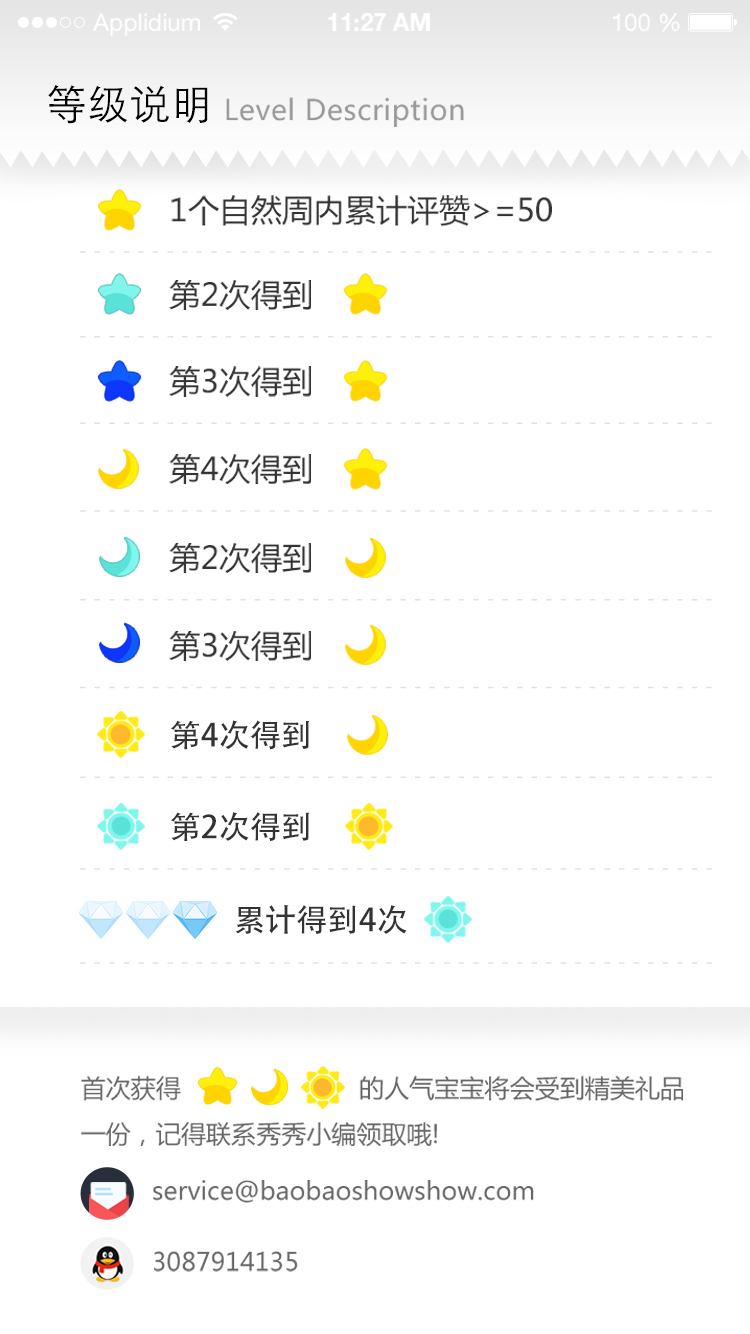 Applidium 11:27 AM 100 %
等级说明 Level Description
1个自然周内累计评赞>=50
第2次得到
第3次得到
第4次得到
第2次得到
第3次得到
第4次得到
第2次得到
累计得到4次
首次获得 的人气宝宝将会受到精美礼品
一份，记得联系秀秀小编领取哦!
service@baobaoshowshow.com
3087914135